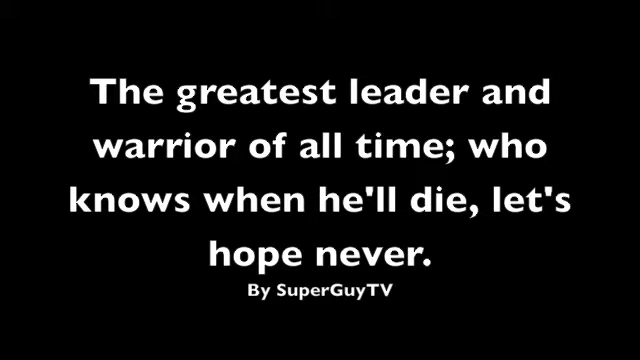 The greatest leader and
warrior of all time; who
knows when he'll die, let's
hope never.
By SuperGuyTV